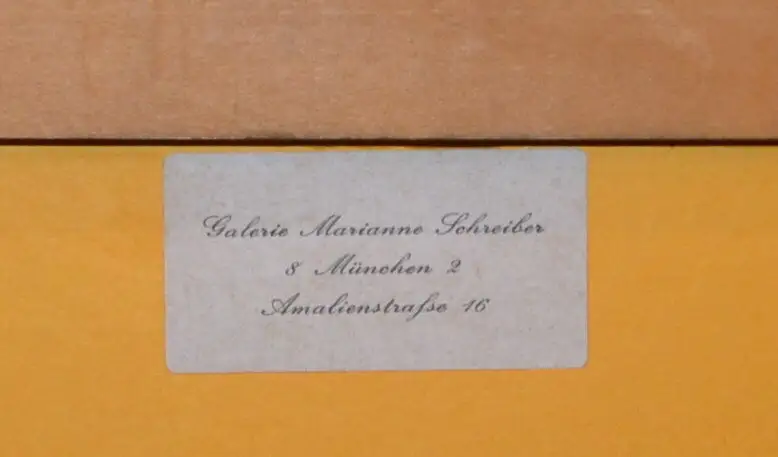 Galerie Marianne Schreiber
8 München 2
Amalienstraße 16